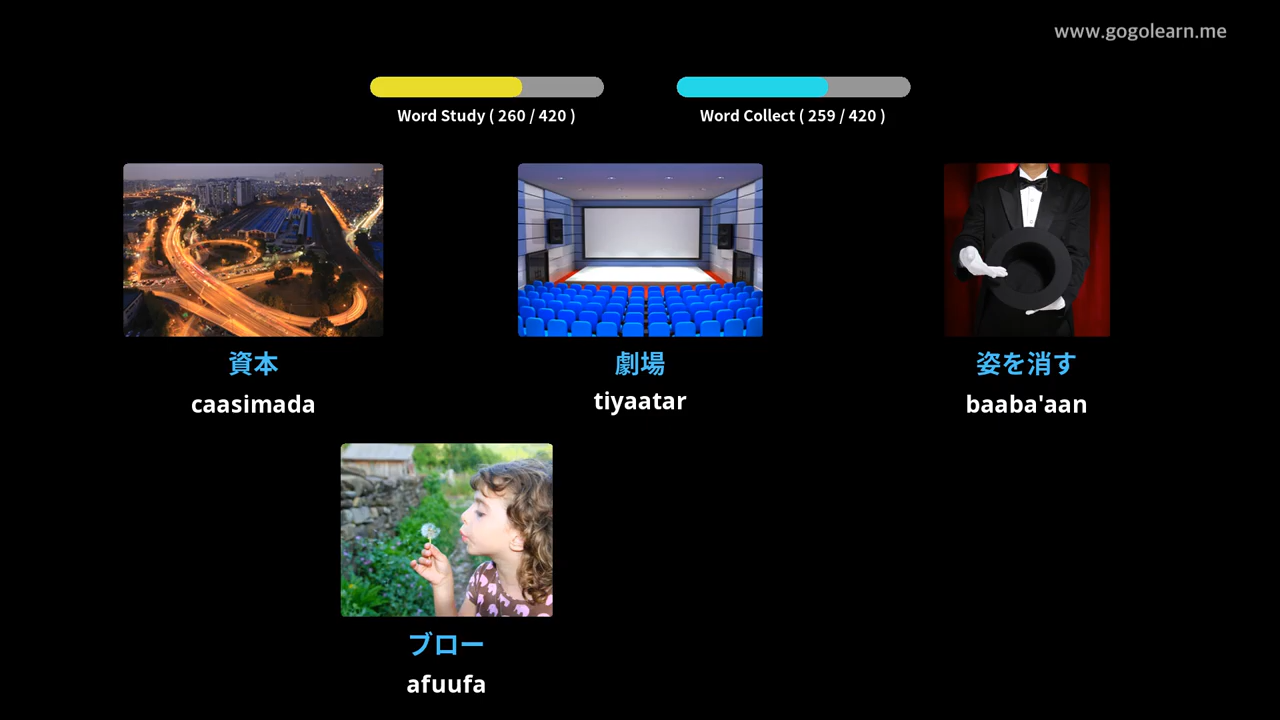 www.gogolearn.me
Word Study ( 260 / 420 )
Word Collect ( 259 / 420 )
資本
caasimada
劇場
tiyaatar
姿を消す
baaba'aan
ブロー
afuufa